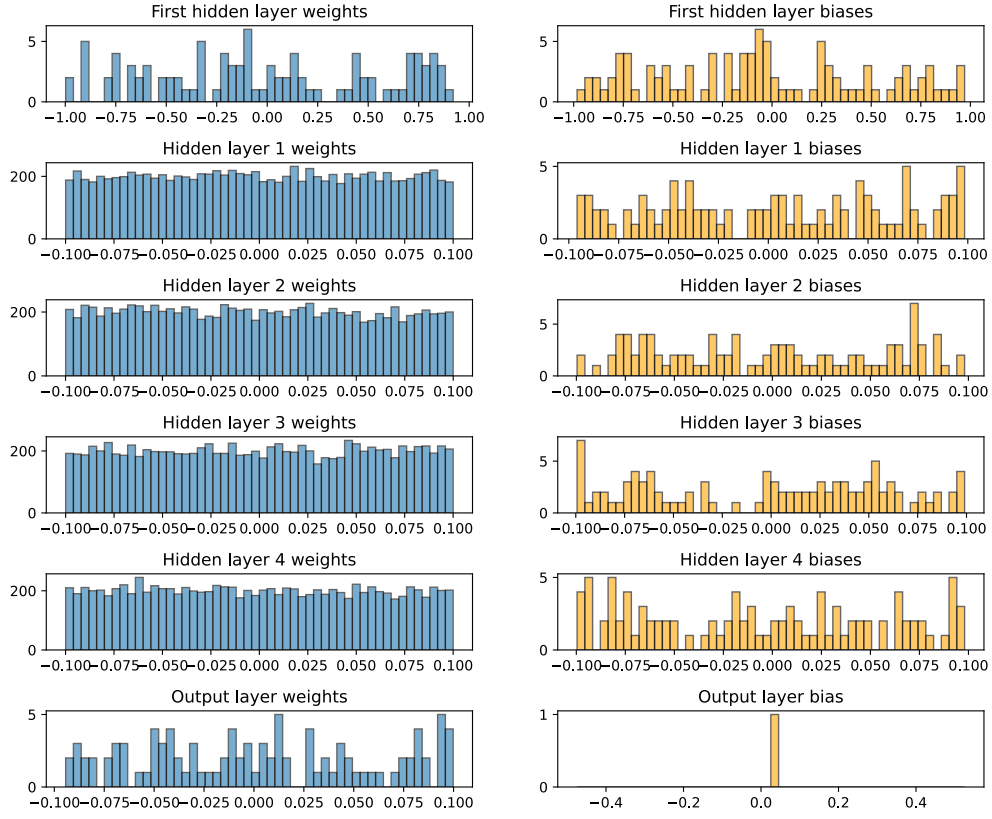 First hidden layer weights
5
0
−1.00 −0.75 −0.50 −0.25 0.00 0.25 0.50 0.75 1.00
First hidden layer biases
5
0
−1.00 −0.75 −0.50 −0.25 0.00 0.25 0.50 0.75 1.00
Hidden layer 1 weights
200
0
−0.100 −0.075 −0.050 −0.025 0.000 0.025 0.050 0.075 0.100
Hidden layer 1 biases
5
0
−0.100 −0.075 −0.050 −0.025 0.000 0.025 0.050 0.075 0.100
Hidden layer 2 weights
200
0
−0.100 −0.075 −0.050 −0.025 0.000 0.025 0.050 0.075 0.100
Hidden layer 2 biases
5
0
−0.100 −0.075 −0.050 −0.025 0.000 0.025 0.050 0.075 0.100
Hidden layer 3 weights
200
0
−0.100 −0.075 −0.050 −0.025 0.000 0.025 0.050 0.075 0.100
Hidden layer 3 biases
5
0
−0.100 −0.075 −0.050 −0.025 0.000 0.025 0.050 0.075 0.100
Hidden layer 4 weights
200
0
−0.100 −0.075 −0.050 −0.025 0.000 0.025 0.050 0.075 0.100
Hidden layer 4 biases
5
0
−0.100 −0.075 −0.050 −0.025 0.000 0.025 0.050 0.075 0.100
Output layer weights
5
0
−0.100 −0.075 −0.050 −0.025 0.000 0.025 0.050 0.075 0.100
Output layer bias
1
0
−0.4 −0.2 0.0 0.2 0.4